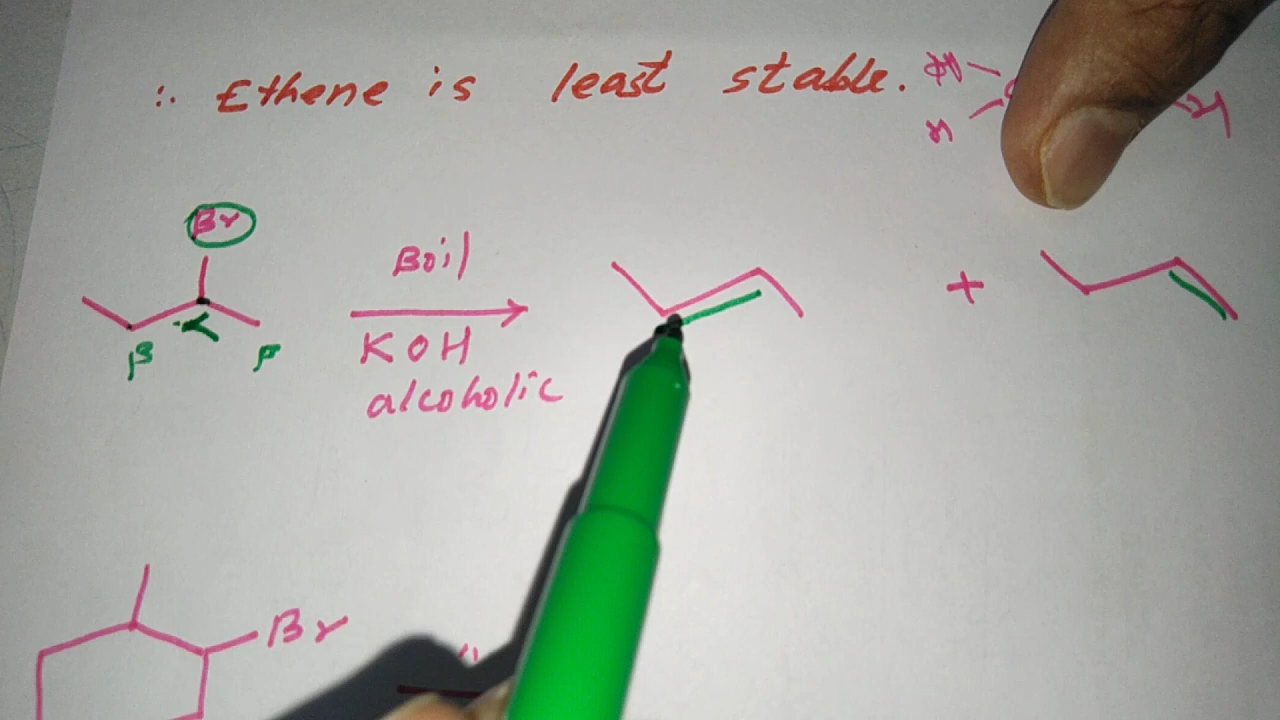 ∴ Ethene is least stable.
Br
Boil
β β
KOH
alcoholic
+
Br